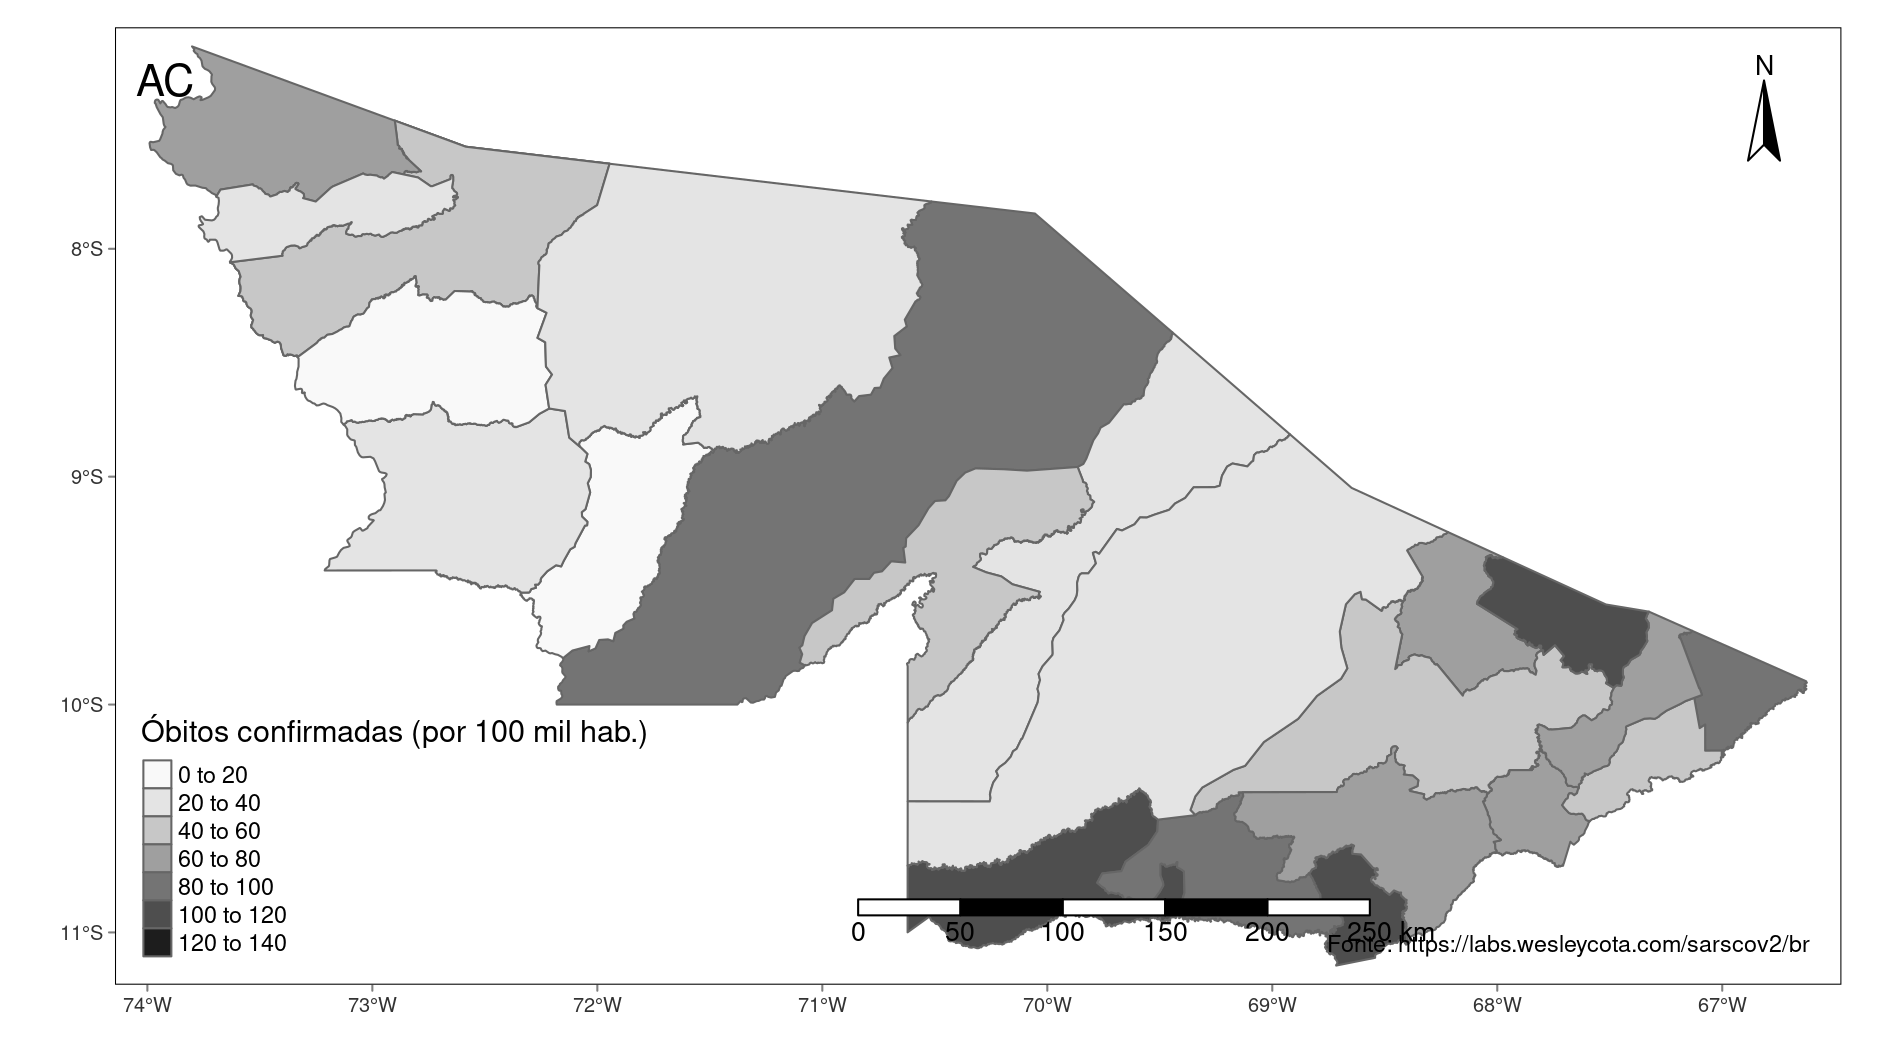 AC
N
8°S
9°S
10°S
11°S
Óbitos confirmadas (por 100 mil hab.)
0 to 20
20 to 40
40 to 60
60 to 80
80 to 100
100 to 120
120 to 140
0 50 100 150 200 250 km
Fonte: https://labs.wesleycota.com/sarscov2/br
74°W 73°W 72°W 71°W 70°W 69°W 68°W 67°W